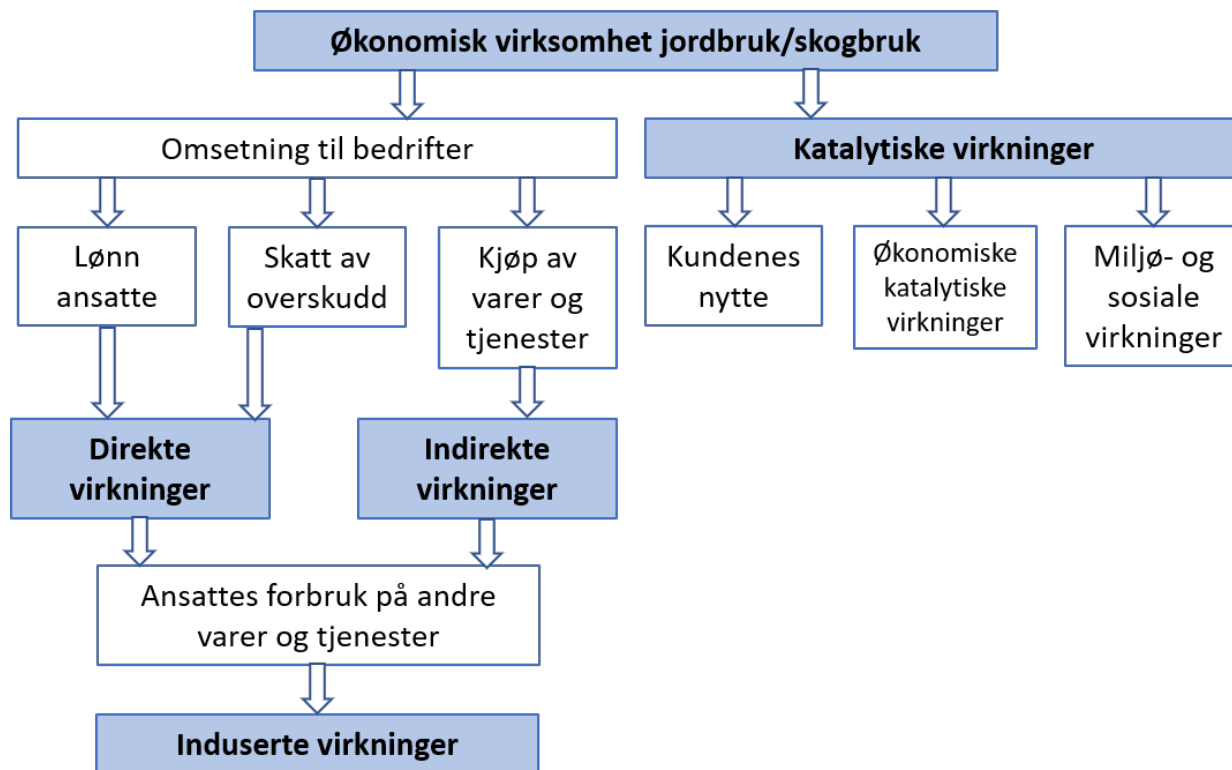 Økonomisk virksomhet jordbruk/skogbruk
Omsetning til bedrifter
Katalytiske virkninger
Lønn
ansatte
Skatt av
overskudd
Kjøp av
varer og
tjenester
Kundenes
nytte
Økonomiske
katalytiske
virkninger
Miljø- og
sosiale
virkninger
Direkte
virkninger
Indirekte
virkninger
Ansattes forbruk på andre
varer og tjenester
Induserte virkninger